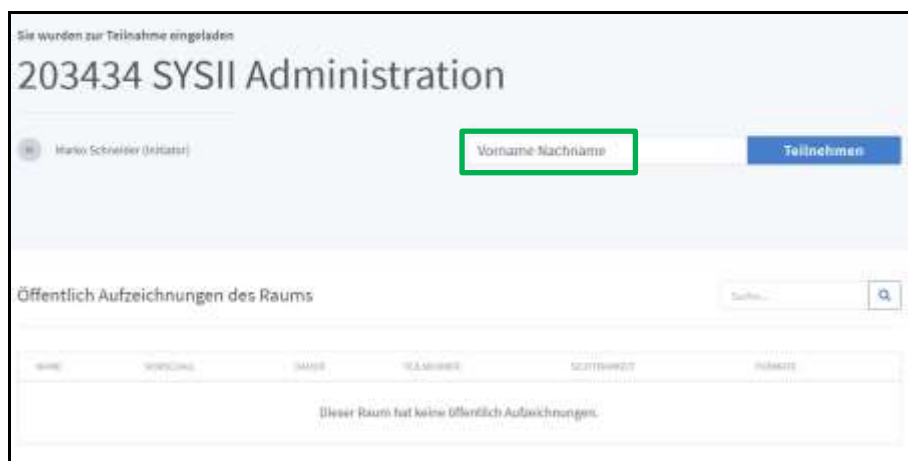 Sie wurden zur Teilnahme eingeladen
203434 SYSII Administration
Marko Schneider (Initiator)
Vorname Nachname
Teilnehmen
Öffentlich Aufzeichnungen des Raums
Suche...
NAME VORSCHAU DAUER TEILNEHMER SICHTBARKEIT FORMATE
Dieser Raum hat keine öffentlich Aufzeichnungen.